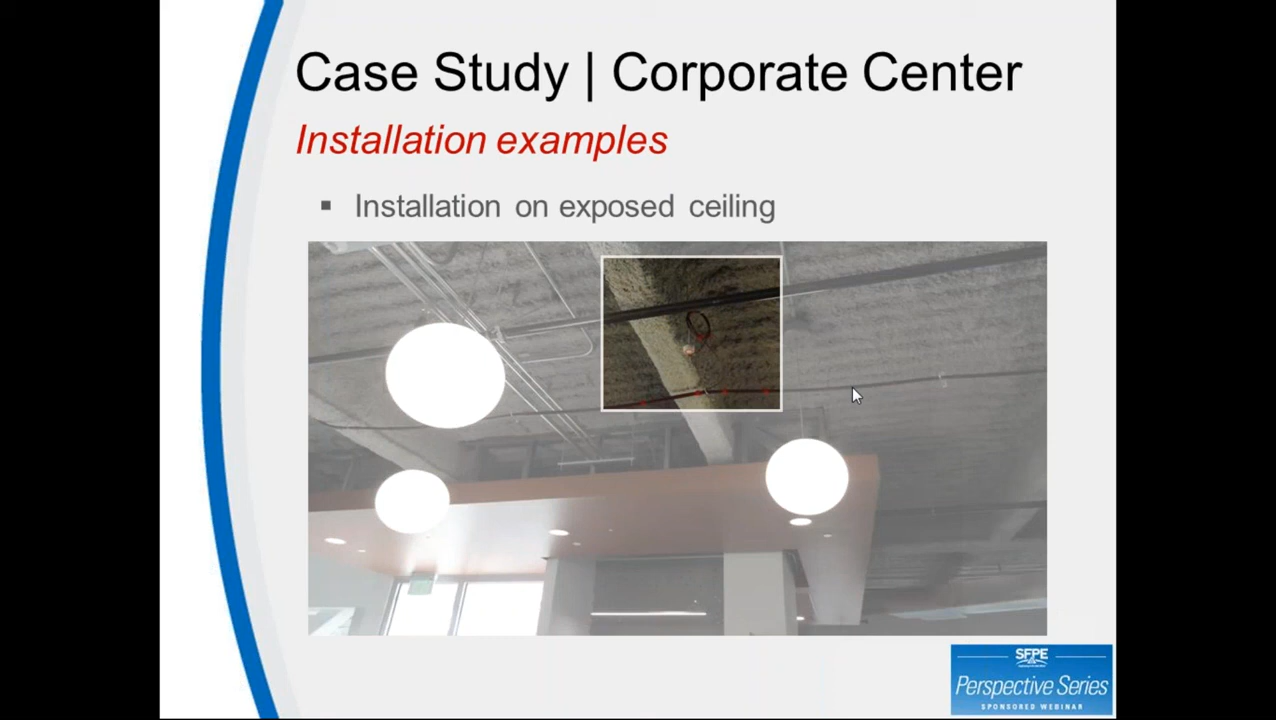 Case Study | Corporate Center
Installation examples
▪ Installation on exposed ceiling
SFPE
Perspective Series
SPONSORED WEBINAR